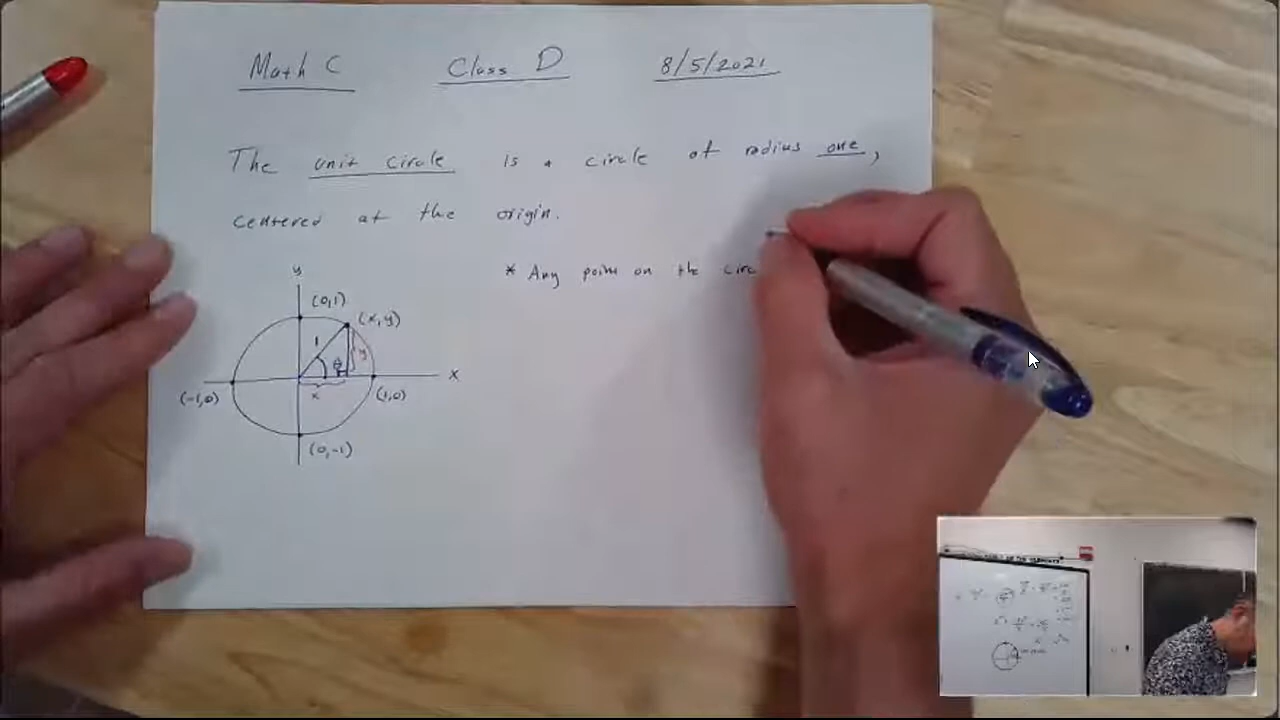 Math C Class D 8/5/2021
The unit circle is a circle of radius one,
centered at the origin.
* Any point on the circ
y
(0,1)
(x,y)
1
y
θ
x
x
(-1,0)
(1,0)
(0,-1)